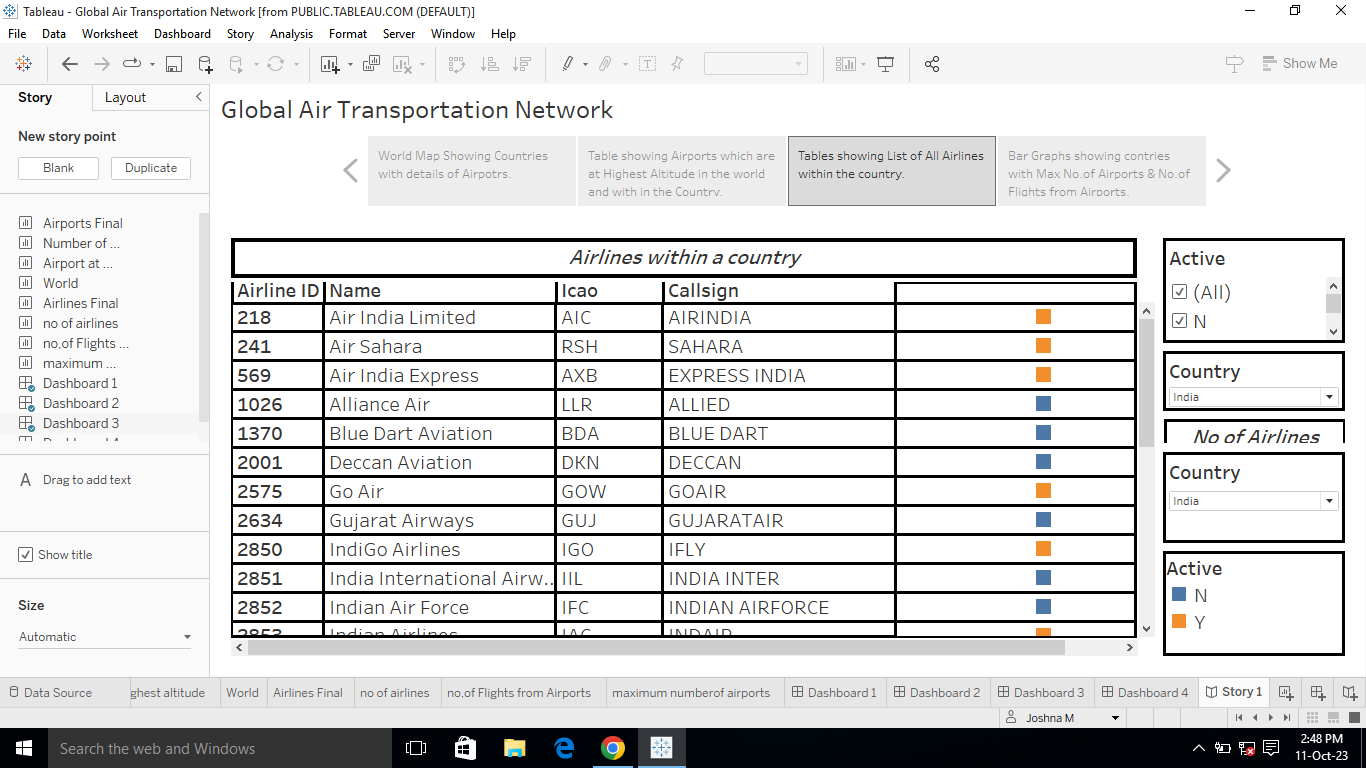 Tableau - Global Air Transportation Network [from PUBLIC.TABLEAU.COM (DEFAULT)]
File Data Worksheet Dashboard Story Analysis Format Server Window Help
Show Me
Story Layout
New story point
Blank Duplicate
Airports Final
Number of ...
Airport at ...
World
Airlines Final
no of airlines
no,of Flights ...
maximum ...
Dashboard 1
Dashboard 2
Dashboard 3
Drag to add text
Show title
Size
Automatic
Global Air Transportation Network
World Map Showing Countries
with details of Airpotrs.
Table showing Airports which are
at Highest Altitude in the world
and with in the Country.
Tables showing List of All Airlines
within the country.
Bar Graphs showing contries
with Max No.of Airports & No.of
Flights from Airports.
Airlines within a country
Airline ID Name Icao Callsign
218 Air India Limited AIC AIRINDIA
241 Air Sahara RSH SAHARA
569 Air India Express AXB EXPRESS INDIA
1026 Alliance Air LLR ALLIED
1370 Blue Dart Aviation BDA BLUE DART
2001 Deccan Aviation DKN DECCAN
2575 Go Air GOW GOAIR
2634 Gujarat Airways GUJ GUJARATAIR
2850 IndiGo Airlines IGO IFLY
2851 India International Airw.. IIL INDIA INTER
2852 Indian Air Force IFC INDIAN AIRFORCE
2853 Indian Airlines IAC INDAIR
Active
(All)
N
Country
India
No of Airlines
Country
India
Active
N
Y
Data Source ghest altitude World Airlines Final no of airlines no,of Flights from Airports maximum numberof airports Dashboard 1 Dashboard 2 Dashboard 3 Dashboard 4 Story 1
Joshna M
Search the web and Windows
2:48 PM
11-Oct-23